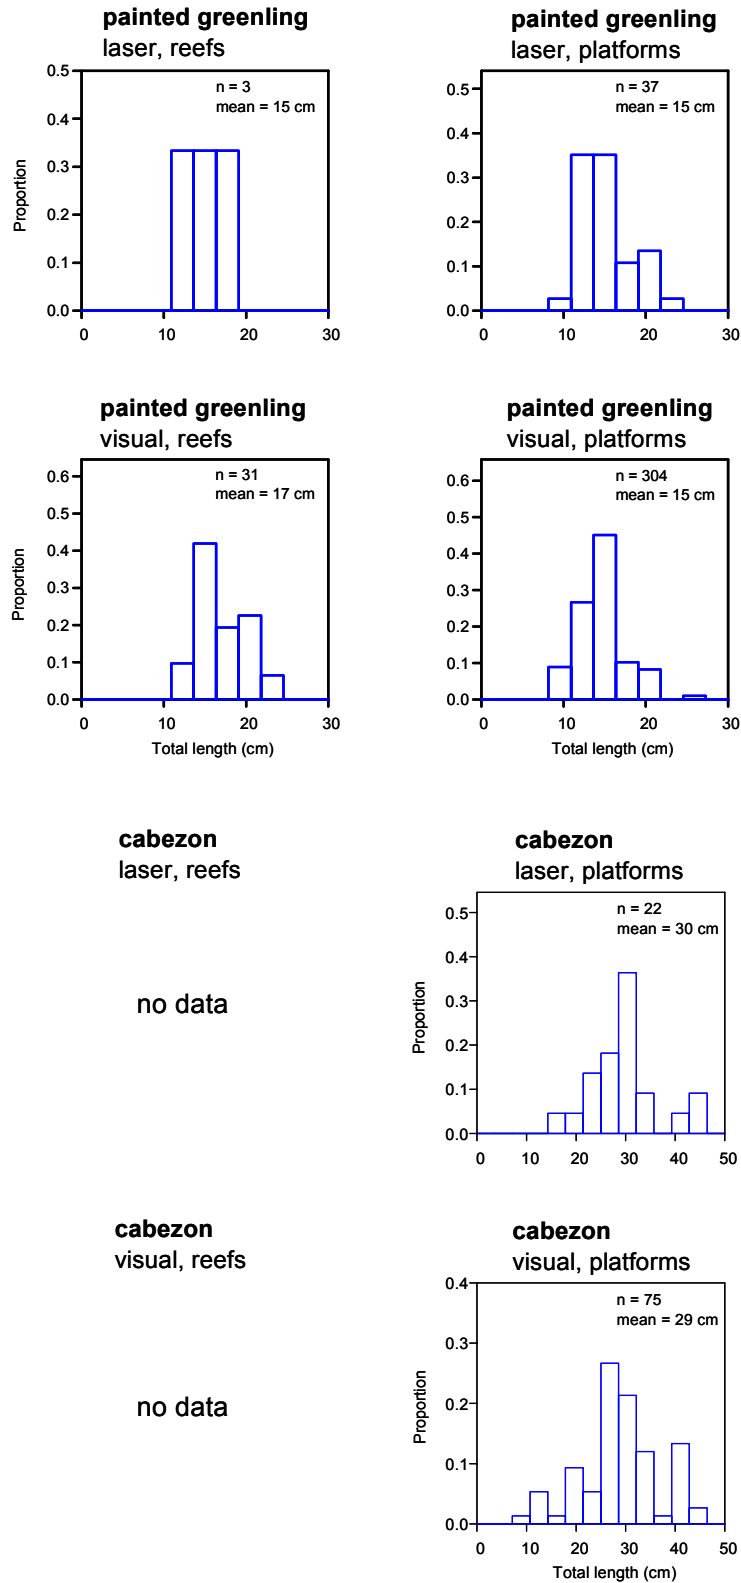 painted greenling
laser, reefs
n = 3
mean = 15 cm
Proportion
0.5
0.4
0.3
0.2
0.1
0.0
0 10 20 30
painted greenling
laser, platforms
n = 37
mean = 15 cm
0.5
0.4
0.3
0.2
0.1
0.0
0 10 20 30
painted greenling
visual, reefs
n = 31
mean = 17 cm
Proportion
0.6
0.5
0.4
0.3
0.2
0.1
0.0
0 10 20 30
Total length (cm)
painted greenling
visual, platforms
n = 304
mean = 15 cm
0.6
0.5
0.4
0.3
0.2
0.1
0.0
0 10 20 30
Total length (cm)
cabezon
laser, reefs
no data
cabezon
laser, platforms
n = 22
mean = 30 cm
Proportion
0.5
0.4
0.3
0.2
0.1
0.0
0 10 20 30 40 50
cabezon
visual, reefs
no data
cabezon
visual, platforms
n = 75
mean = 29 cm
Proportion
0.4
0.3
0.2
0.1
0.0
0 10 20 30 40 50
Total length (cm)